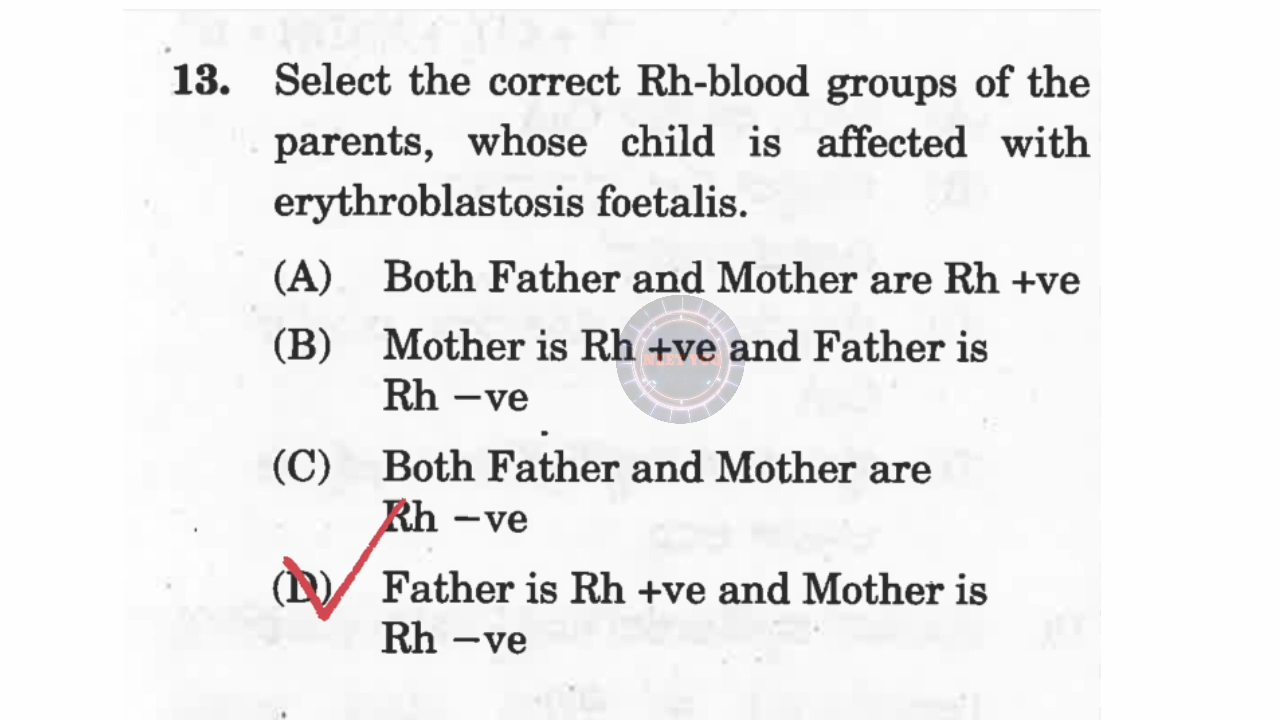 13. Select the correct Rh-blood groups of the
parents, whose child is affected with
erythroblastosis foetalis.
(A) Both Father and Mother are Rh +ve
(B) Mother is Rh +ve and Father is
Rh −ve
(C) Both Father and Mother are
Rh −ve
(D) Father is Rh +ve and Mother is
Rh −ve